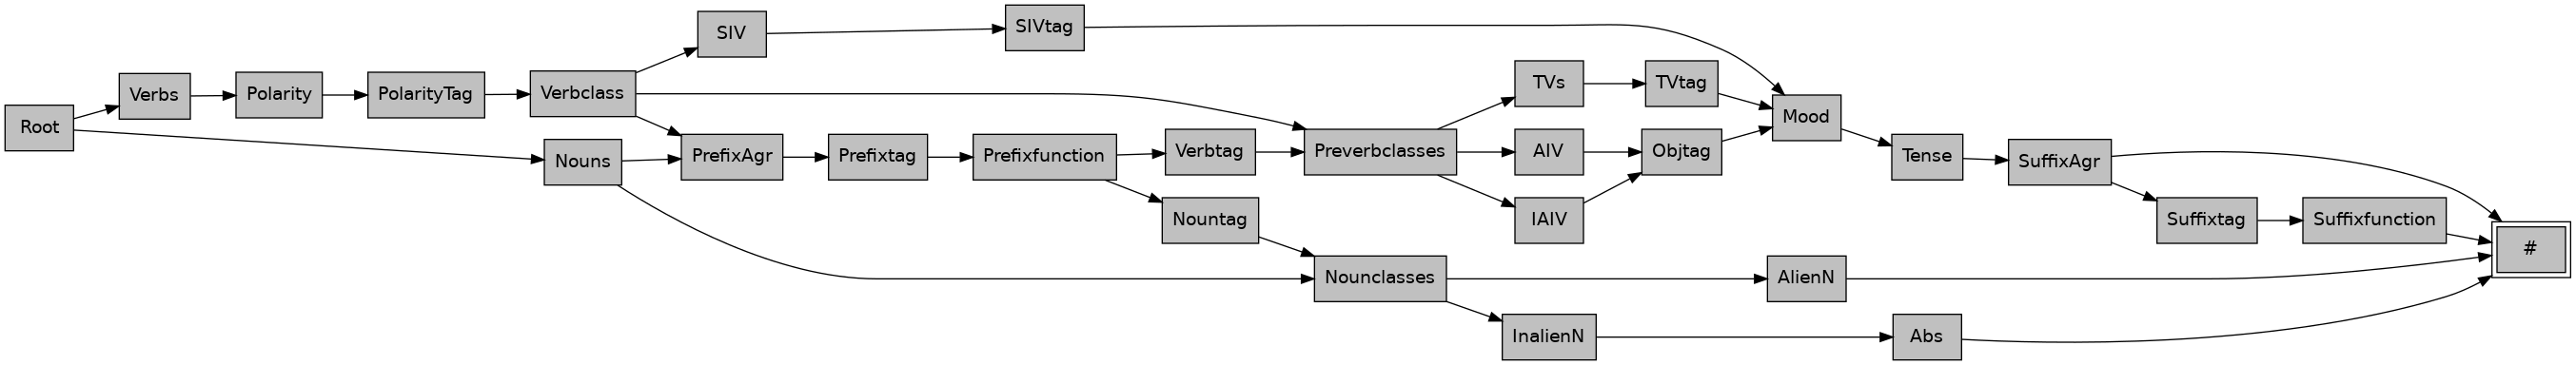 Root
Verbs
Polarity
PolarityTag
Verbclass
SIV
SIVtag
Nouns
PrefixAgr
Prefixtag
Prefixfunction
Verbtag
Nountag
Preverbclasses
Nounclasses
TVs
TVtag
AIV
IAIV
Objtag
Mood
Tense
SuffixAgr
Suffixtag
Suffixfunction
#
AlienN
InalienN
Abs